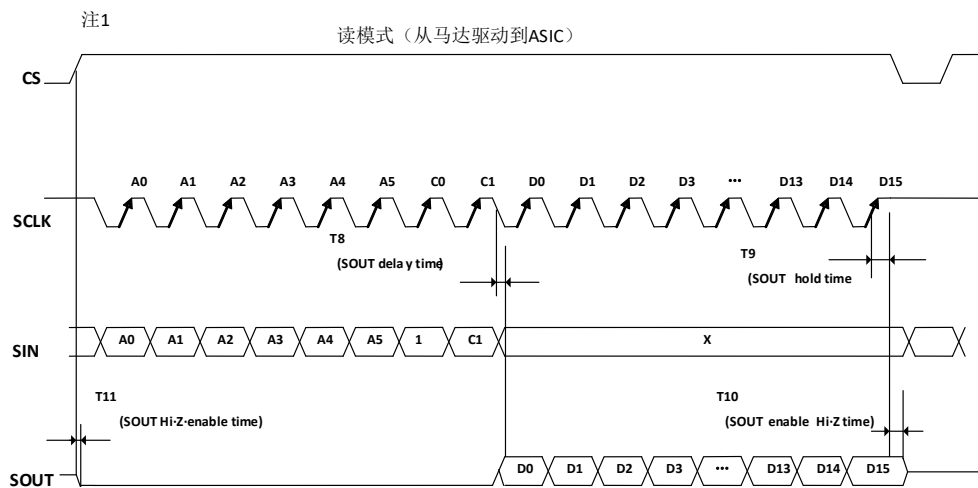 注1
读模式（从马达驱动到ASIC）
CS
A0 A1 A2 A3 A4 A5 C0 C1 D0 D1 D2 D3 ... D13 D14 D15
SCLK
T8
(SOUT delay time)
T9
(SOUT hold time
SIN
A0 A1 A2 A3 A4 A5 1 C1 X
T11
(SOUT Hi-Z-enable time)
T10
(SOUT enable Hi-Z time)
SOUT
D0 D1 D2 D3 ... D13 D14 D15